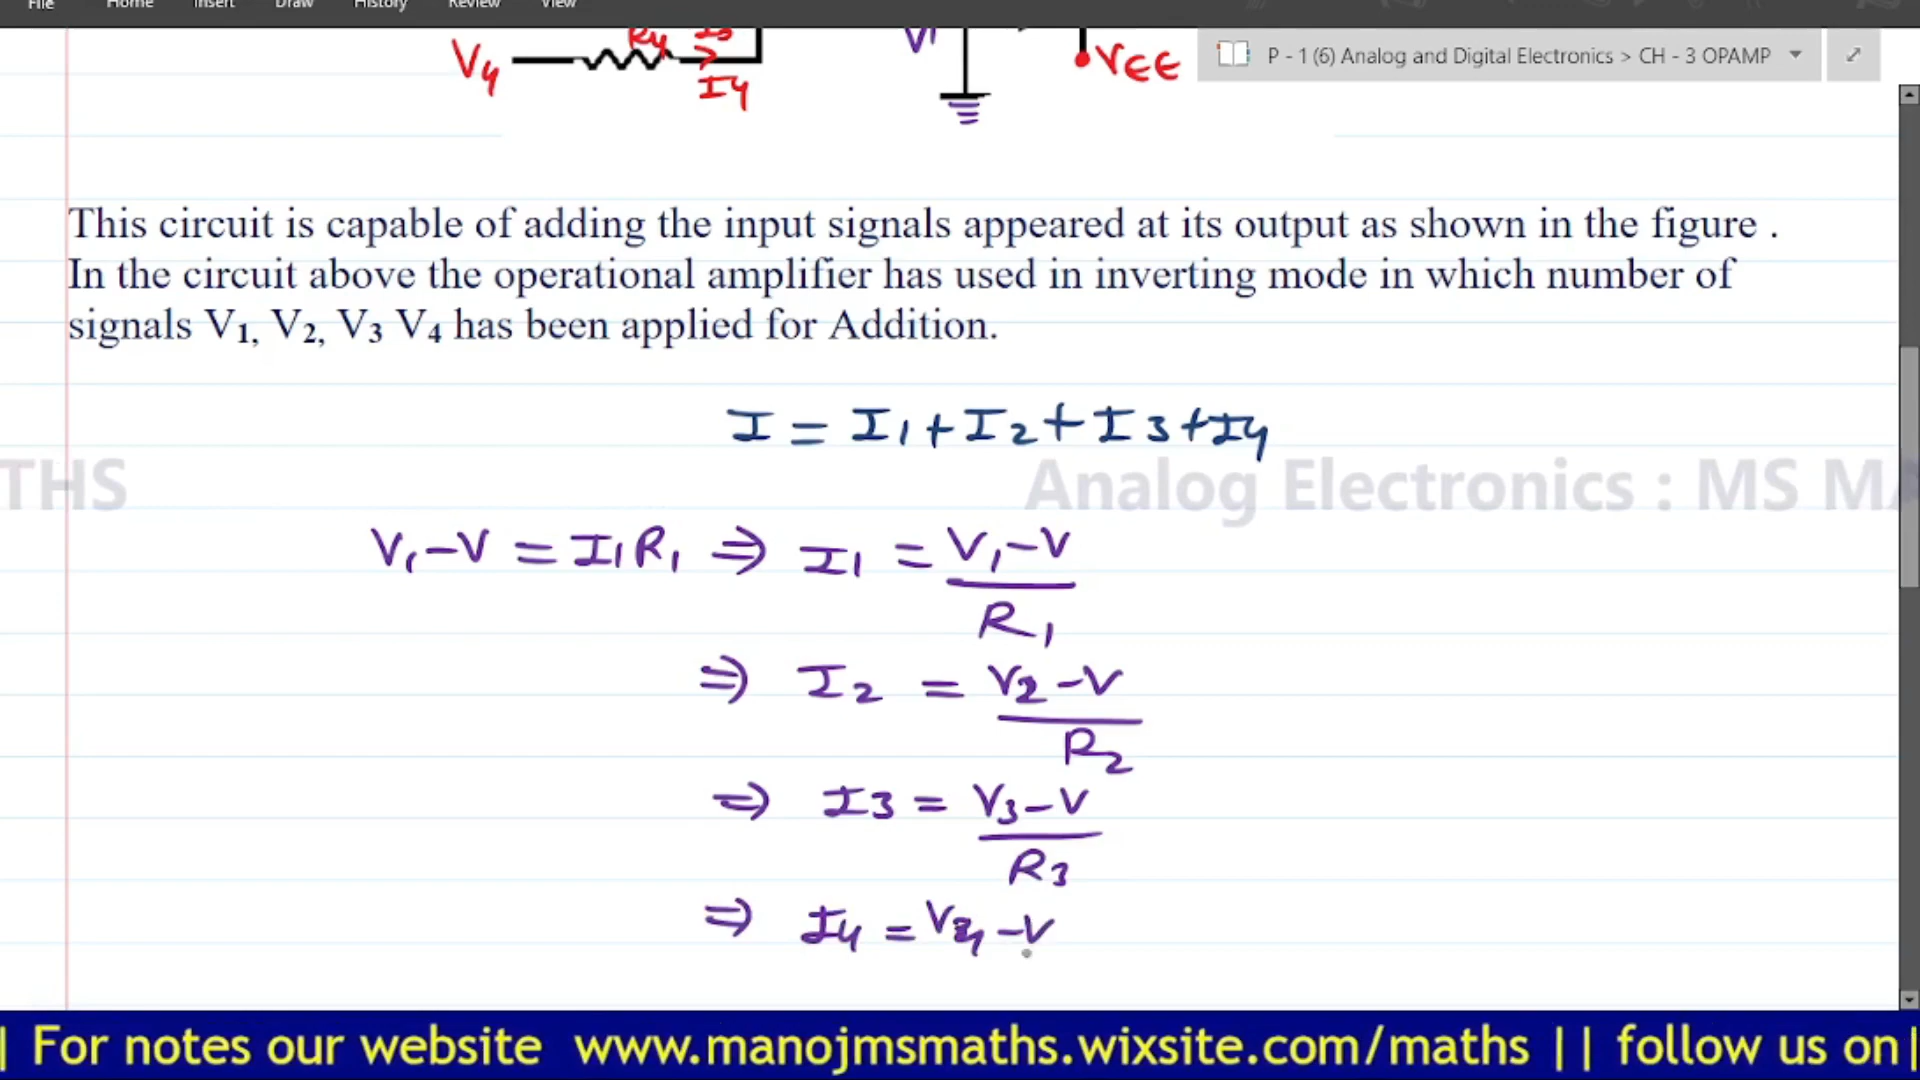 File Home Insert Draw History Review View
R4
V4
I4
V'
VEE
P - 1 (6) Analog and Digital Electronics > CH - 3 OPAMP
This circuit is capable of adding the input signals appeared at its output as shown in the figure .
In the circuit above the operational amplifier has used in inverting mode in which number of
signals V₁, V₂, V₃ V₄ has been applied for Addition.
I = I1 + I2 + I3 + I4
THS Analog Electronics : MS MA
V1 - V = I1 R1 ⇒ I1 = V1 - V
R1
⇒ I2 = V2 - V
R2
⇒ I3 = V3 - V
R3
⇒ I4 = V4 - V
| For notes our website www.manojmsmaths.wixsite.com/maths || follow us on|